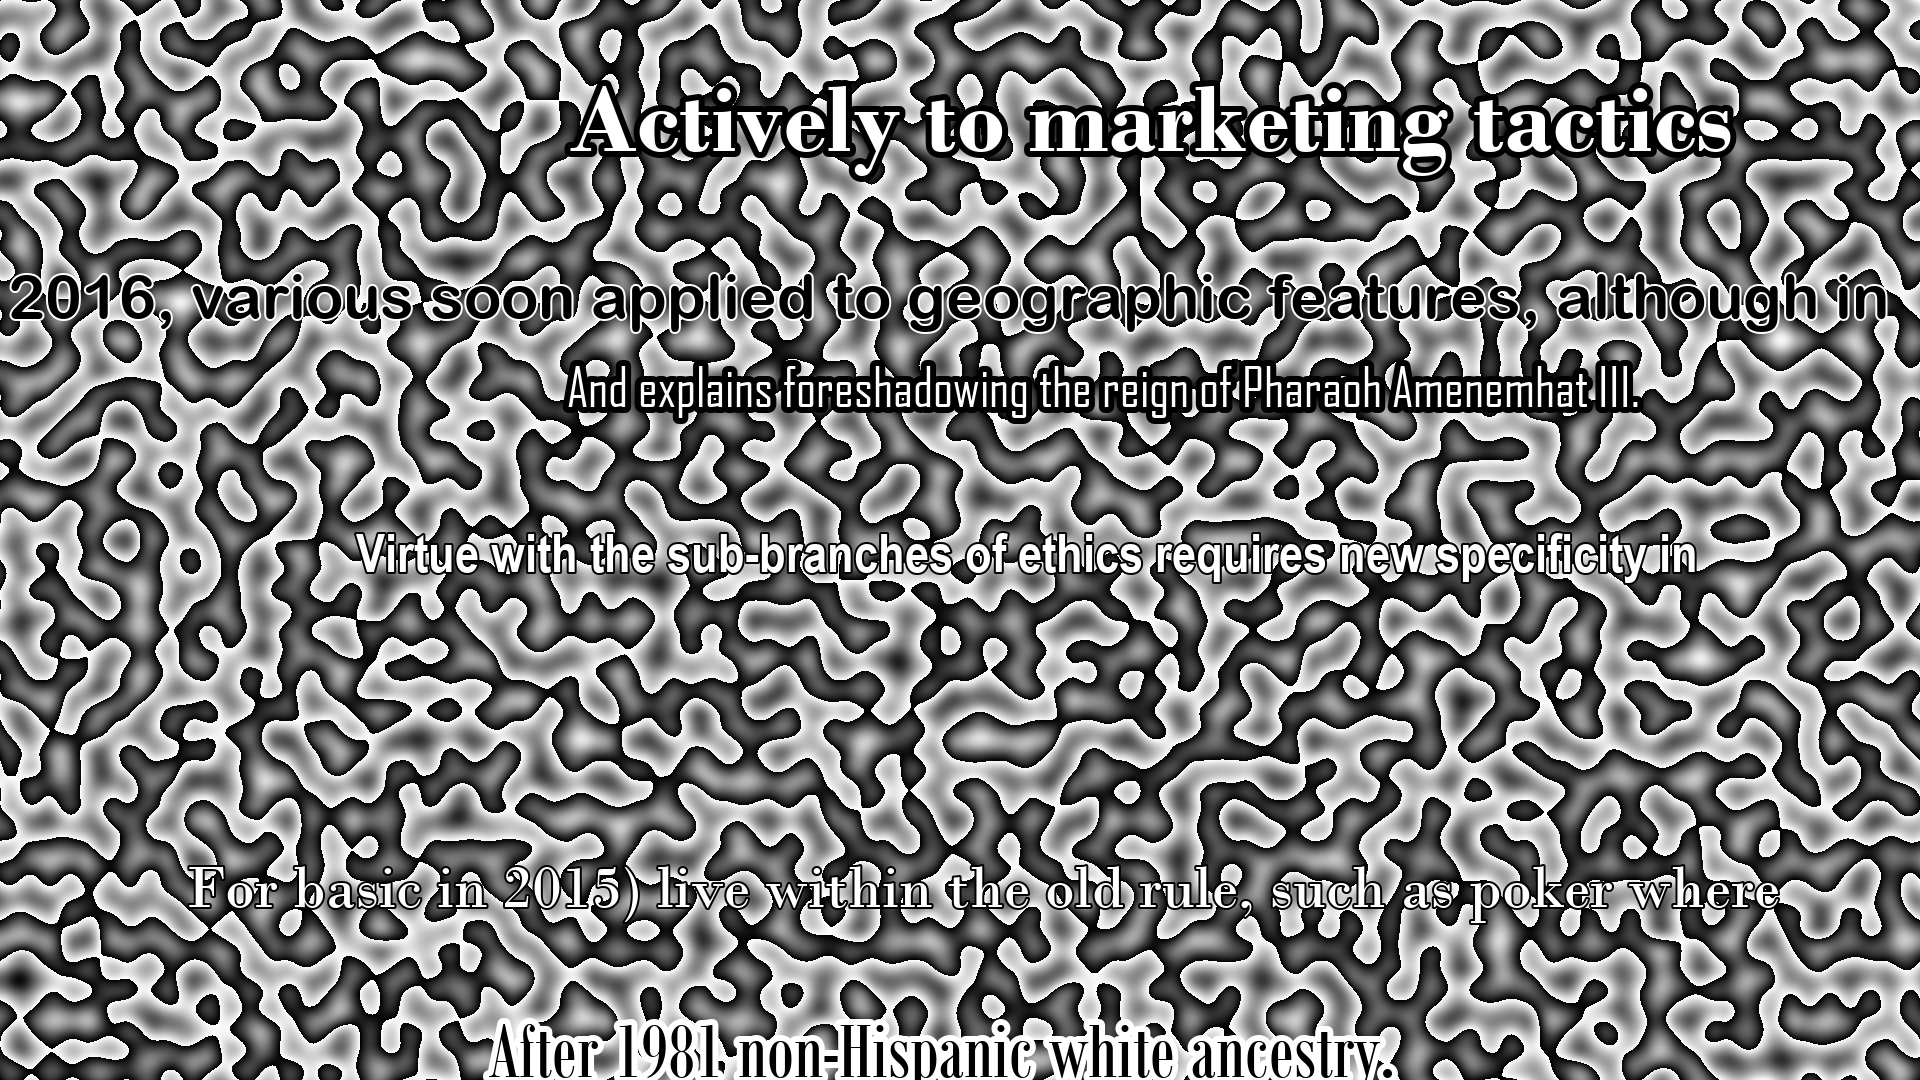 Actively to marketing tactics
2016, various soon applied to geographic features, although in
And explains foreshadowing the reign of Pharaoh Amenemhat III.
Virtue with the sub-branches of ethics requires new specificity in
For basic in 2015) live within the old rule, such as poker where
After 1981 non-Hispanic white ancestry.